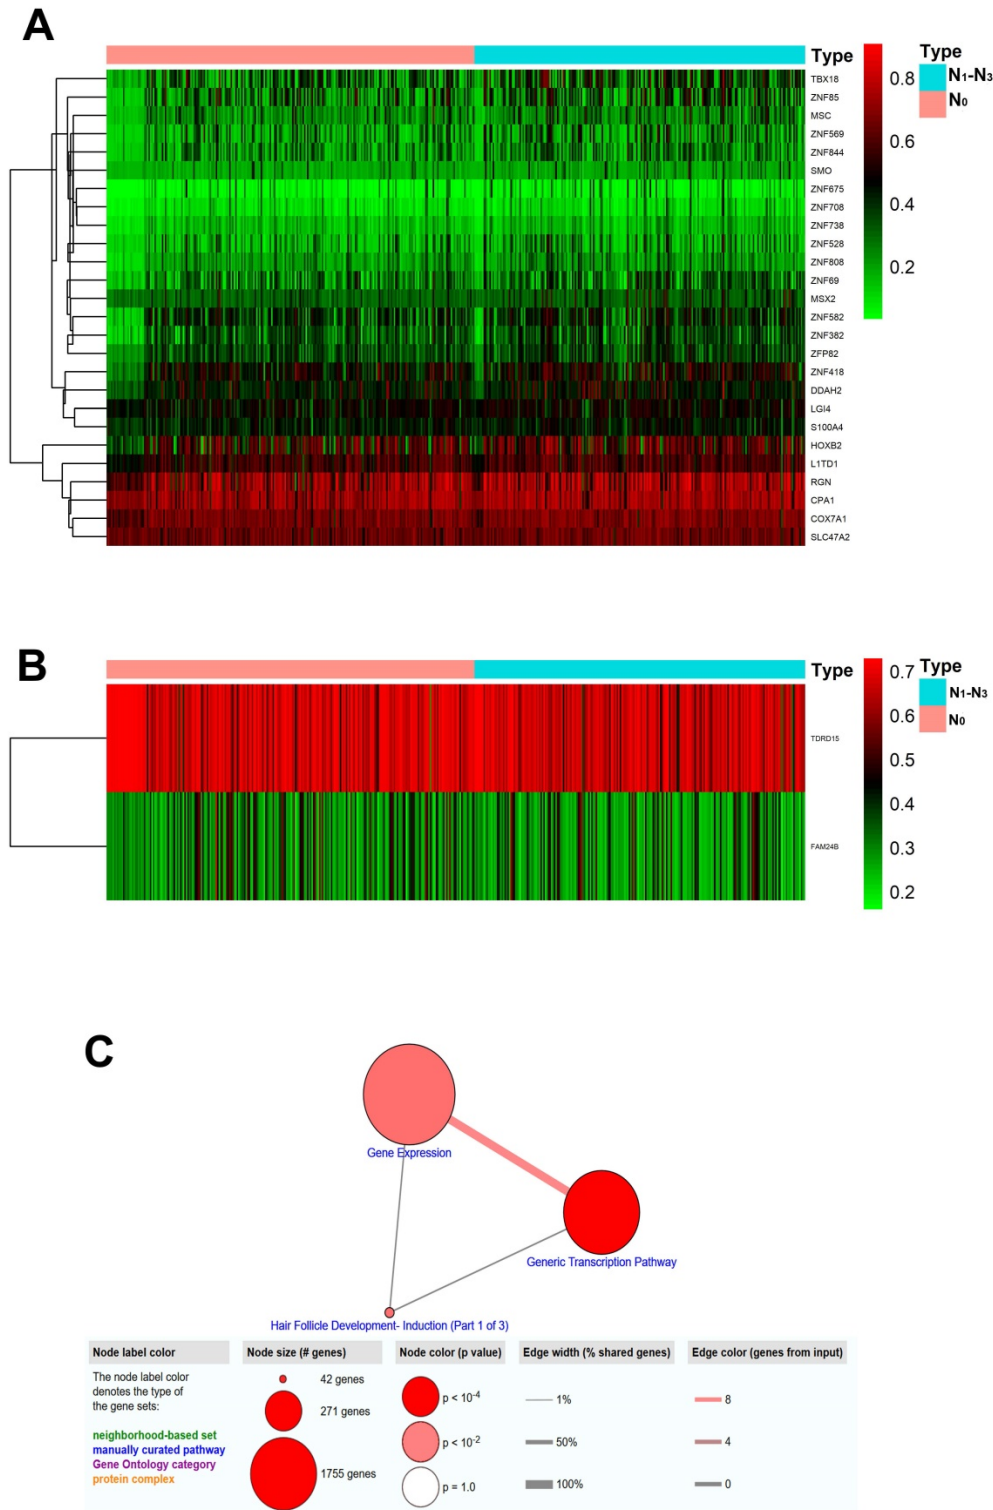 A
Type
TBX18
ZNF85
MSC
ZNF569
ZNF844
SMO
ZNF675
ZNF708
ZNF738
ZNF528
ZNF808
ZNF69
MSX2
ZNF582
ZNF382
ZFP82
ZNF418
DDAH2
LGI4
S100A4
HOXB2
L1TD1
RGN
CPA1
COX7A1
SLC47A2
0.8
0.6
0.4
0.2
Type
N1-N3
N0
B
Type
TDRD15
FAM24B
0.7
0.6
0.5
0.4
0.3
0.2
Type
N1-N3
N0
C
Gene Expression
Generic Transcription Pathway
Hair Follicle Development- Induction (Part 1 of 3)
Node label color
The node label color
denotes the type of
the gene sets:
neighborhood-based set
manually curated pathway
Gene Ontology category
protein complex
Node size (# genes)
42 genes
271 genes
1755 genes
Node color (p value)
p < 10-4
p < 10-2
p = 1.0
Edge width (% shared genes)
1%
50%
100%
Edge color (genes from input)
8
4
0